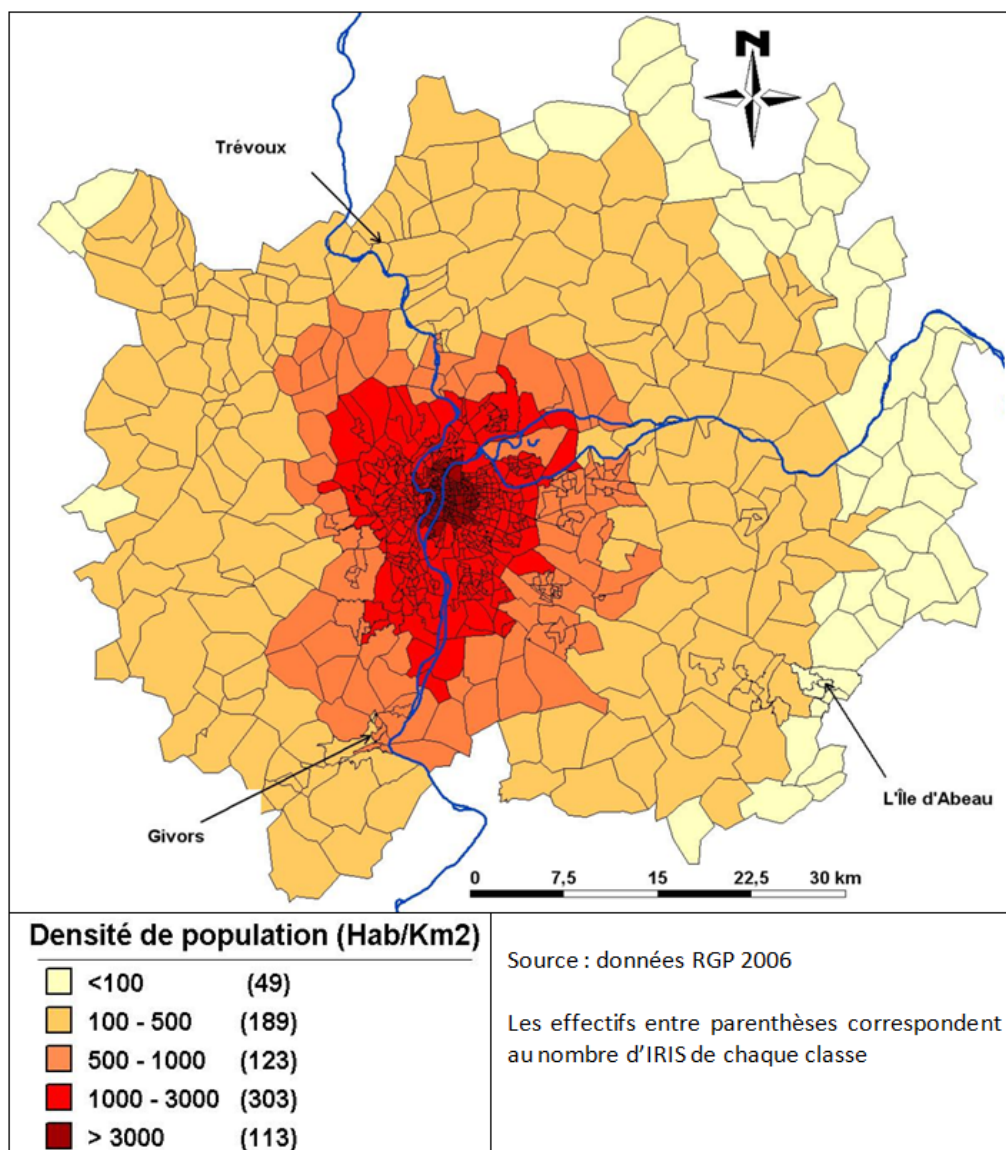 N
Trévoux
L'Île d'Abeau
Givors
0 7,5 15 22,5 30 km
Densité de population (Hab/Km2)
<100 (49)
100 - 500 (189)
500 - 1000 (123)
1000 - 3000 (303)
> 3000 (113)
Source : données RGP 2006
Les effectifs entre parenthèses correspondent
au nombre d'IRIS de chaque classe